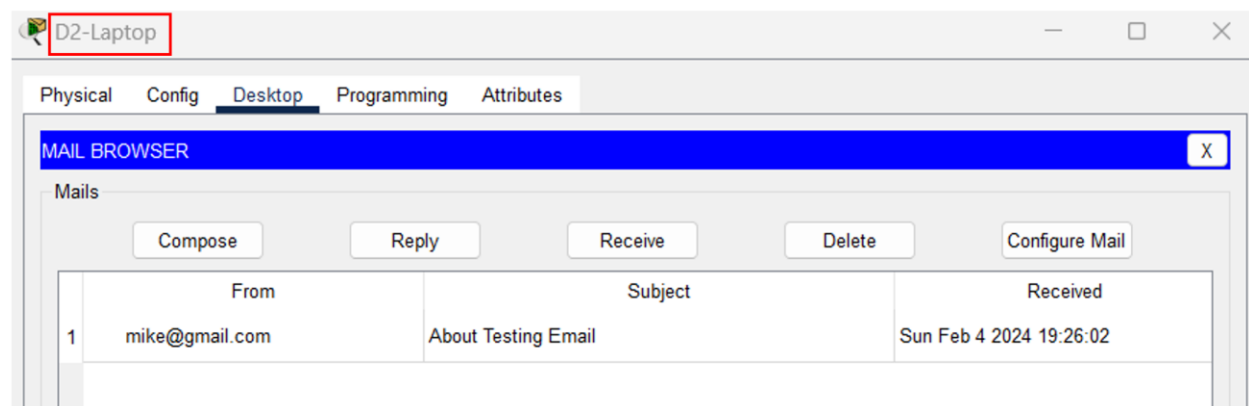 D2-Laptop
Physical Config Desktop Programming Attributes
MAIL BROWSER X
Mails
Compose Reply Receive Delete Configure Mail
From Subject Received
1 mike@gmail.com About Testing Email Sun Feb 4 2024 19:26:02